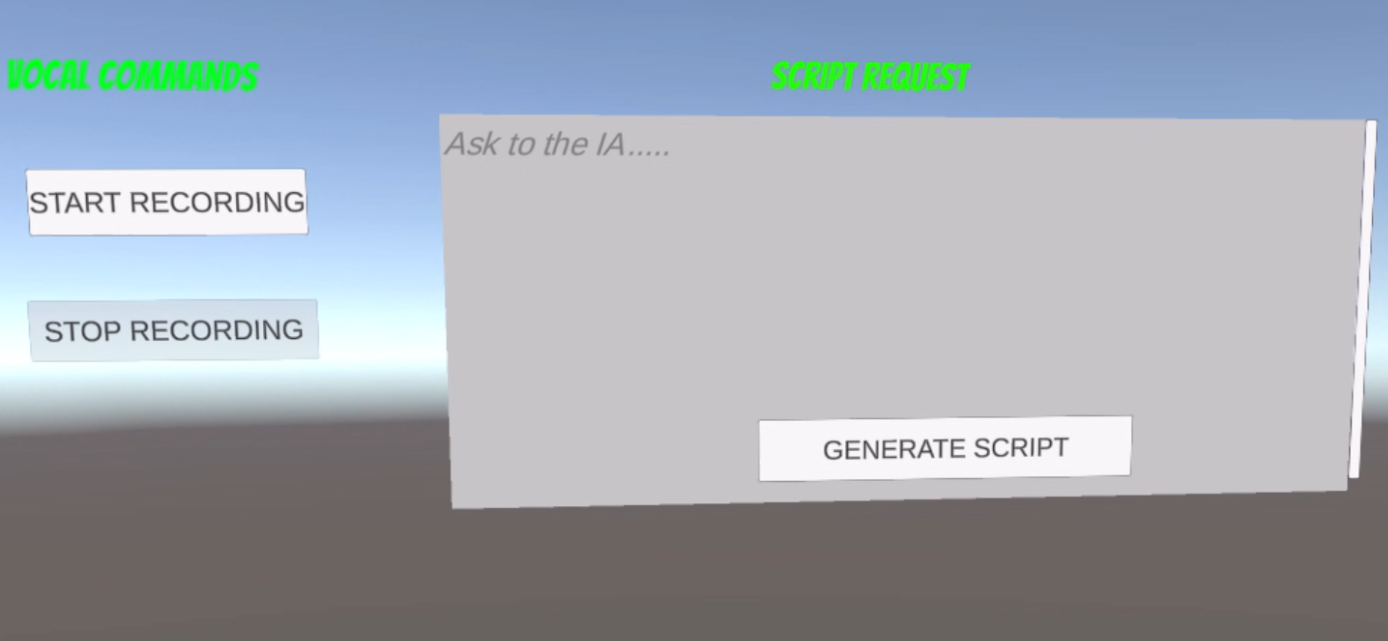 VOCAL COMMANDS
START RECORDING
STOP RECORDING
SCRIPT REQUEST
Ask to the IA.....
GENERATE SCRIPT